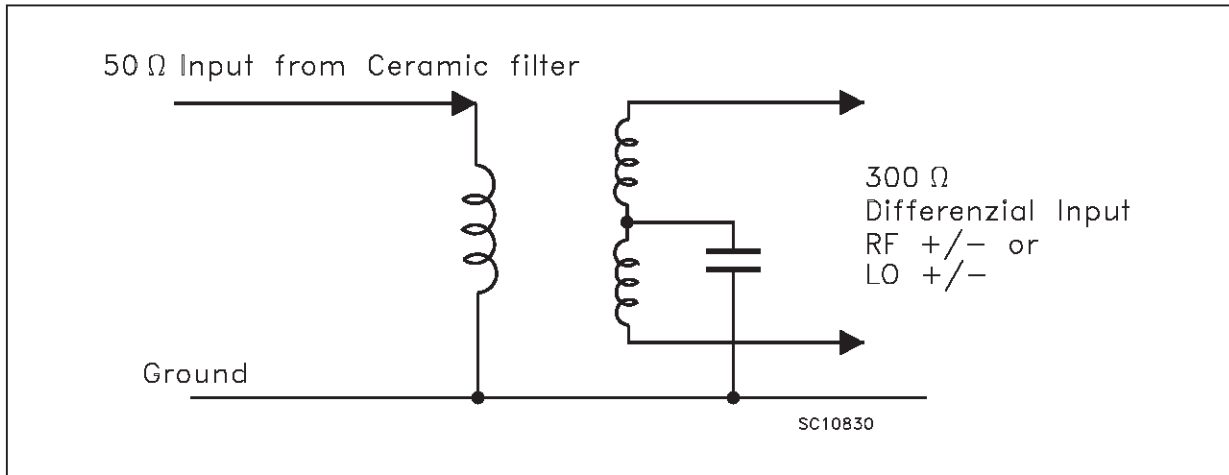 50 Ω Input from Ceramic filter
300 Ω
Differenzial Input
RF +/- or
LO +/-
Ground
SC10830